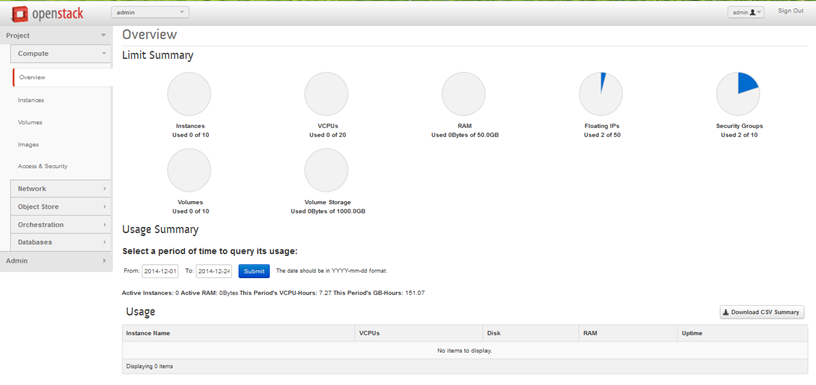 openstack admin admin Sign Out
Project
Compute
Overview
Instances
Volumes
Images
Access & Security
Network
Object Store
Orchestration
Databases
Admin
Overview
Limit Summary
Instances
Used 0 of 10
VCPUs
Used 0 of 20
RAM
Used 0Bytes of 50.0GB
Floating IPs
Used 2 of 50
Security Groups
Used 2 of 10
Volumes
Used 0 of 10
Volume Storage
Used 0Bytes of 1000.0GB
Usage Summary
Select a period of time to query its usage:
From: 2014-12-01 To: 2014-12-24 Submit The date should be in YYYY-mm-dd format.
Active Instances: 0 Active RAM: 0Bytes This Period's VCPU-Hours: 7.27 This Period's GB-Hours: 151.07
Usage Download CSV Summary
Instance Name VCPUs Disk RAM Uptime
No items to display.
Displaying 0 items